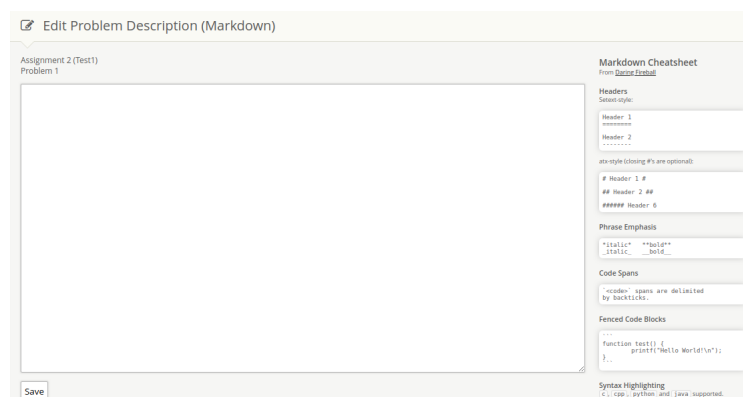 Edit Problem Description (Markdown)
Assignment 2 (Test1)
Problem 1
Save
Markdown Cheatsheet
From Daring Fireball
Headers
Setext-style:
Header 1
========
Header 2
--------
atx-style (closing #'s are optional):
# Header 1 #
## Header 2 ##
###### Header 6
Phrase Emphasis
*italic* **bold**
_italic_ __bold__
Code Spans
`<code>` spans are delimited
by backticks.
Fenced Code Blocks
```
function test() {
printf("Hello World!\n");
}
```
Syntax Highlighting
c, cpp, python and java supported.